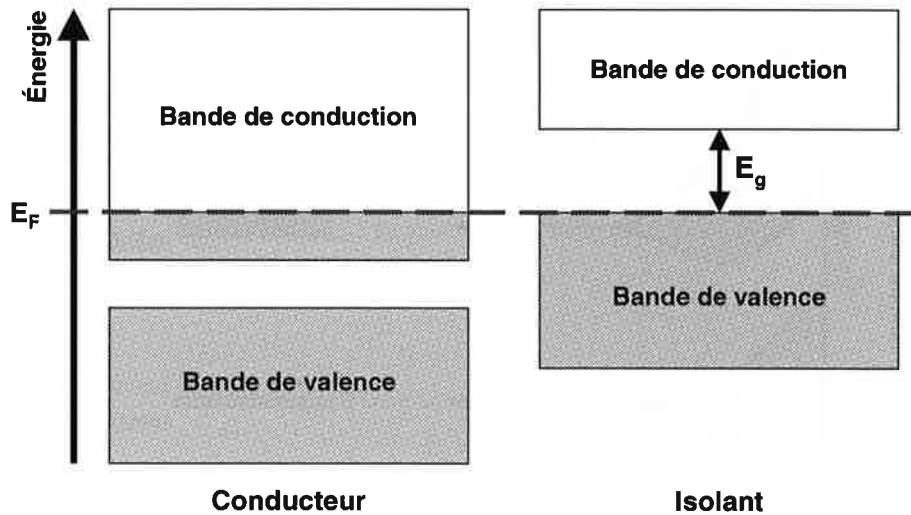 Énergie
Bande de conduction
Bande de conduction
E_g
E_F
Bande de valence
Bande de valence
Conducteur
Isolant